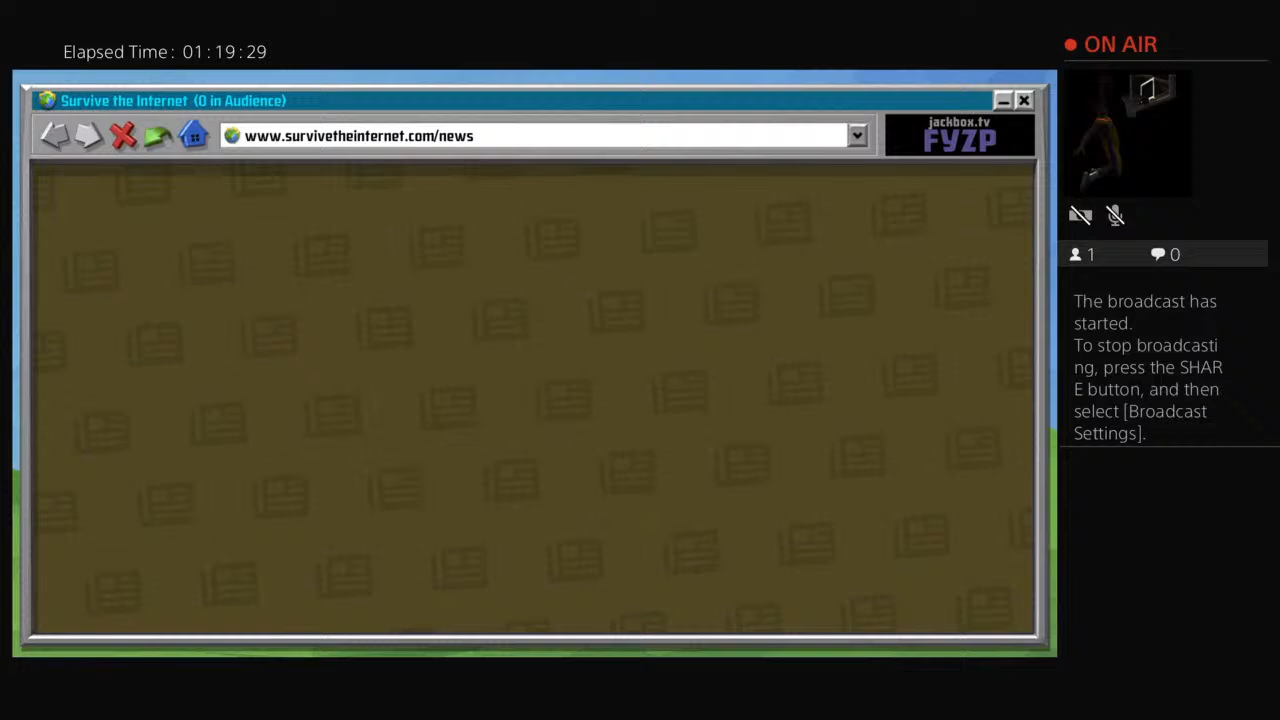 Elapsed Time: 01:19:29
ON AIR
Survive the Internet (0 in Audience)
www.survivetheinternet.com/news
jackbox.tv
FYZP
1
0
The broadcast has
started.
To stop broadcasti
ng, press the SHAR
E button, and then
select [Broadcast
Settings].